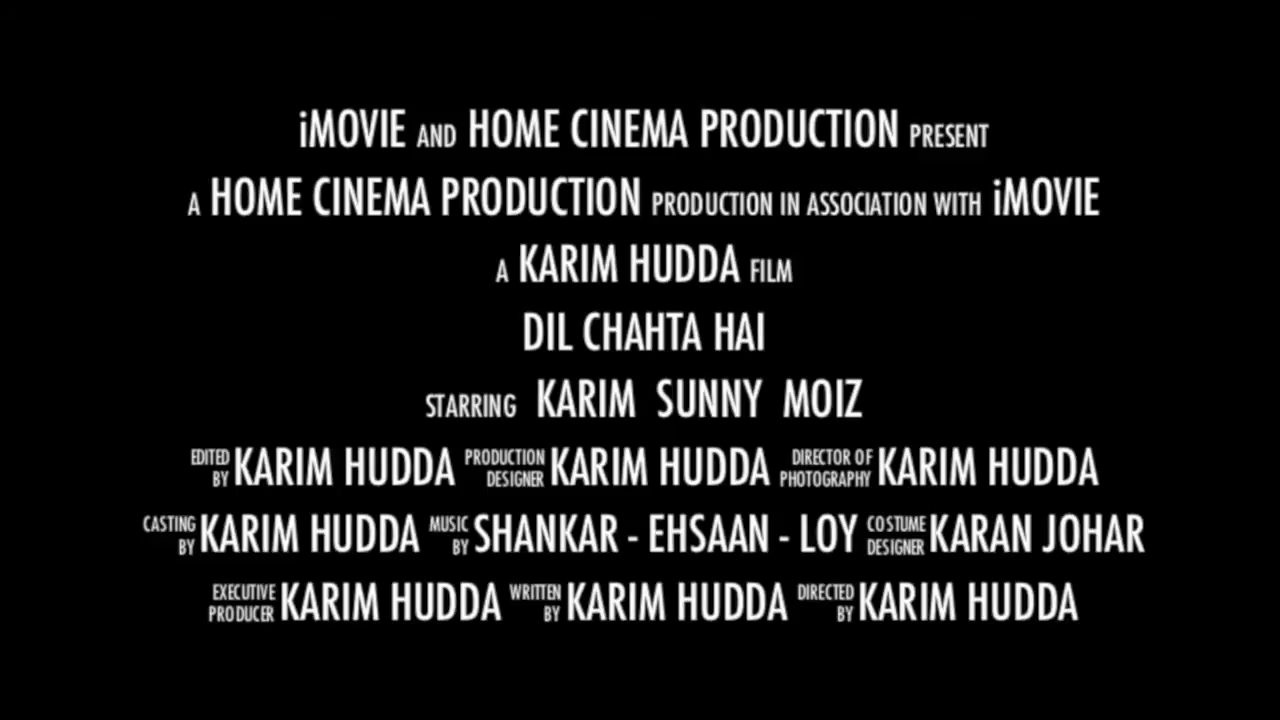 iMOVIE AND HOME CINEMA PRODUCTION PRESENT
A HOME CINEMA PRODUCTION PRODUCTION IN ASSOCIATION WITH iMOVIE
A KARIM HUDDA FILM
DIL CHAHTA HAI
STARRING KARIM SUNNY MOIZ
EDITED BY KARIM HUDDA PRODUCTION DESIGNER KARIM HUDDA DIRECTOR OF PHOTOGRAPHY KARIM HUDDA
CASTING BY KARIM HUDDA MUSIC BY SHANKAR - EHSAAN - LOY COSTUME DESIGNER KARAN JOHAR
EXECUTIVE PRODUCER KARIM HUDDA WRITTEN BY KARIM HUDDA DIRECTED BY KARIM HUDDA